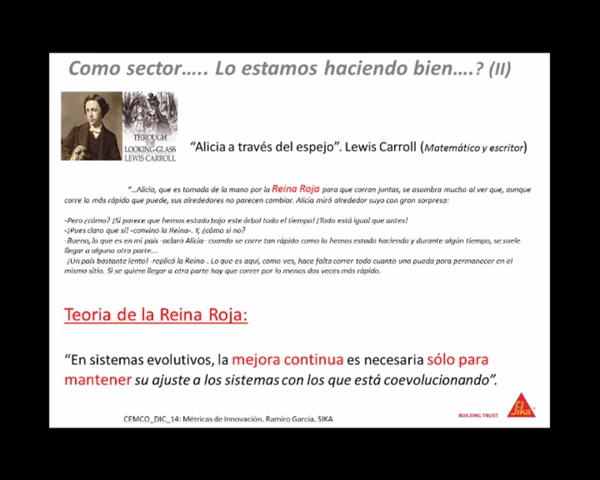 Como sector….. Lo estamos haciendo bien….? (II)
THROUGH
THE
LOOKING-GLASS
LEWIS CARROLL
“Alicia a través del espejo”. Lewis Carroll (Matemático y escritor)
“…Alicia, que es tomada de la mano por la Reina Roja para que corran juntas, se asombra mucho al ver que, aunque
corre lo más rápido que puede, sus alrededores no parecen cambiar. Alicia miró alrededor suyo con gran sorpresa:
-Pero ¿cómo? ¡Si parece que hemos estado bajo este árbol todo el tiempo! ¡Todo está igual que antes!
-¡Pues claro que sí! -convino la Reina-. Y, ¿cómo si no?
-Bueno, lo que es en mi país -aclaró Alicia- cuando se corre tan rápido como lo hemos estado haciendo y durante algún tiempo, se suele
llegar a alguna otra parte...
-¡Un país bastante lento! -replicó la Reina-. Lo que es aquí, como ves, hace falta correr todo cuanto una pueda para permanecer en el
mismo sitio. Si se quiere llegar a otra parte hay que correr por lo menos dos veces más rápido.
Teoria de la Reina Roja:
“En sistemas evolutivos, la mejora continua es necesaria sólo para
mantener su ajuste a los sistemas con los que está coevolucionando”.
CEMCO_DIC_14: Métricas de Innovación. Ramiro García. SIKA
BUILDING TRUST
Sika